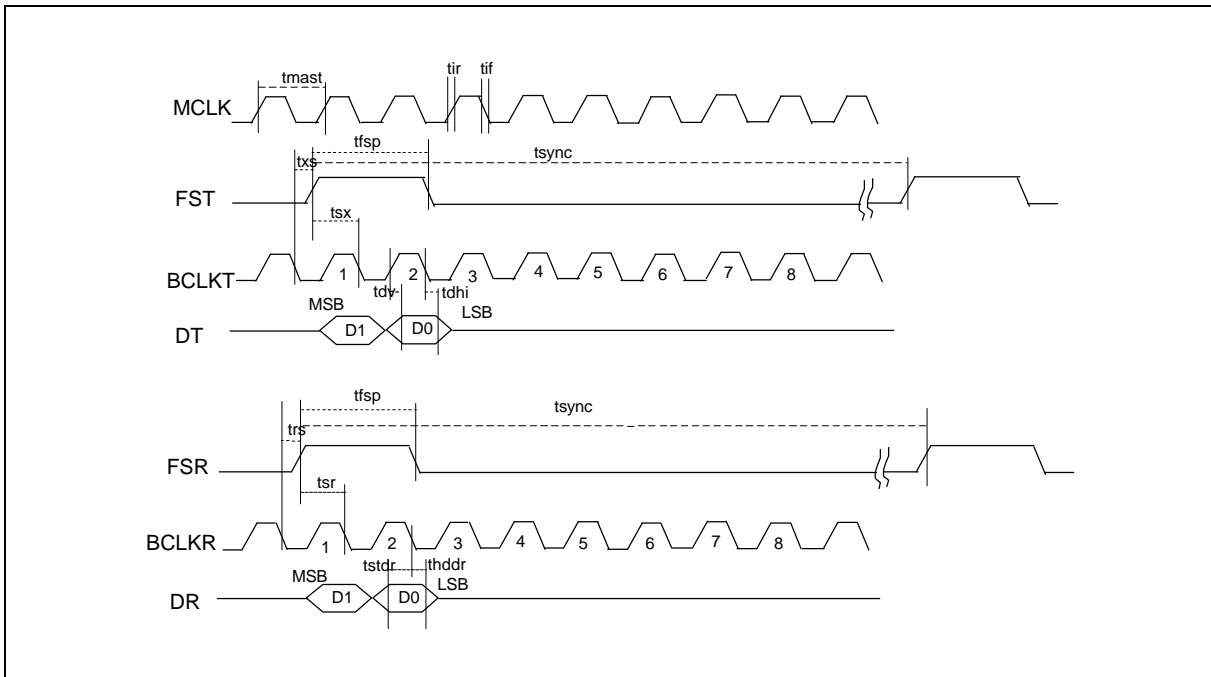 tmast tir tif
MCLK
tfsp tsync
txs
FST
tsx
BCLKT 1 2 3 4 5 6 7 8
tdv tdhi
MSB LSB
DT D1 D0
tfsp tsync
trs
FSR
tsr
BCLKR 1 2 3 4 5 6 7 8
tstdr thddr
MSB LSB
DR D1 D0